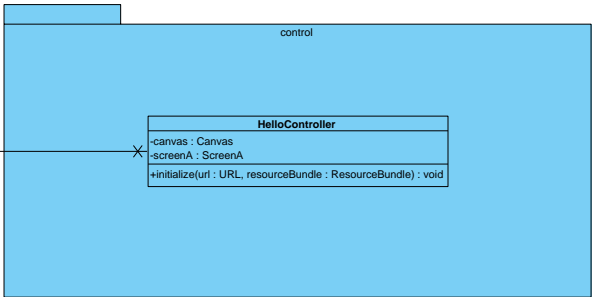 control
HelloController
-canvas : Canvas
-screenA : ScreenA
+initialize(url : URL, resourceBundle : ResourceBundle) : void